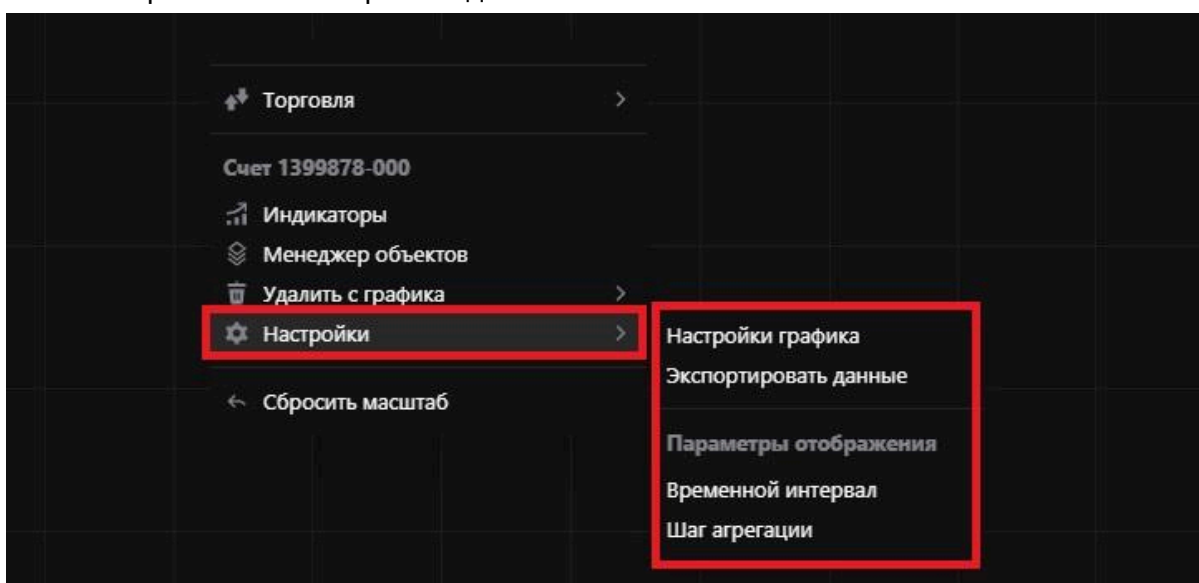 Торговля
Счет 1399878-000
Индикаторы
Менеджер объектов
Удалить с графика
Настройки
Сбросить масштаб
Настройки графика
Экспортировать данные
Параметры отображения
Временной интервал
Шаг агрегации